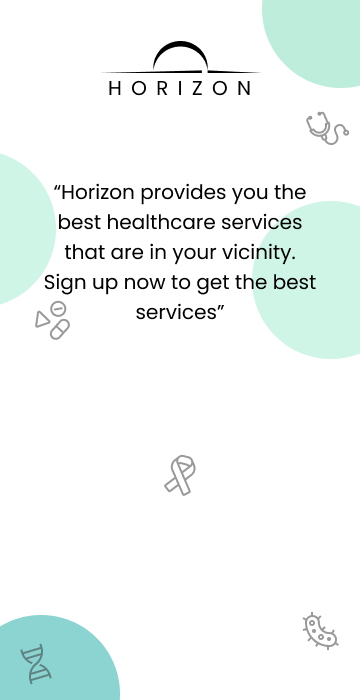 HORIZON
“Horizon provides you the
best healthcare services
that are in your vicinity.
Sign up now to get the best
services”